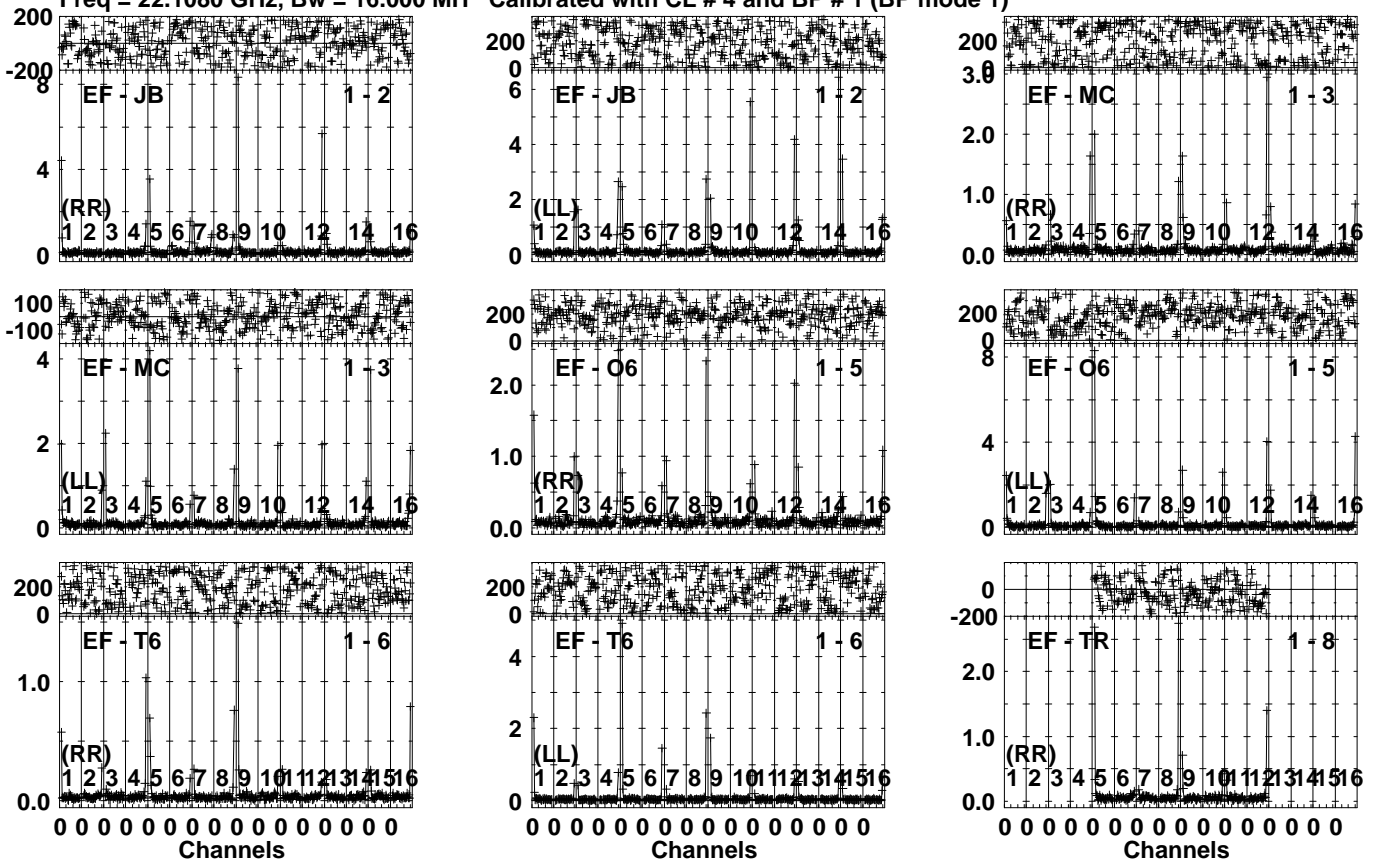 Freq = 22.1080 GHz, Bw = 16.000 MH Calibrated with CL # 4 and BP # 1 (BP mode 1)
200
-200
8
4
0
EF - JB 1 - 2
(RR)
1 2 3 4 5 6 7 8 9 10 12 14 16
200
0
6
4
2
0
EF - JB 1 - 2
(LL)
1 2 3 4 5 6 7 8 9 10 12 14 16
200
0
3.0
2.0
1.0
0.0
EF - MC 1 - 3
(RR)
1 2 3 4 5 6 7 8 9 10 12 14 16
100
-100
4
2
0
EF - MC 1 - 3
(LL)
1 2 3 4 5 6 7 8 9 10 12 14 16
200
0
2.0
1.0
0.0
EF - O6 1 - 5
(RR)
1 2 3 4 5 6 7 8 9 10 12 14 16
200
0
8
4
0
EF - O6 1 - 5
(LL)
1 2 3 4 5 6 7 8 9 10 12 14 16
200
0
1.0
0.0
EF - T6 1 - 6
(RR)
1 2 3 4 5 6 7 8 9 10 11 12 13 14 15 16
0 0 0 0 0 0 0 0 0 0 0 0 0 0 0 0
Channels
200
0
4
2
0
EF - T6 1 - 6
(LL)
1 2 3 4 5 6 7 8 9 10 11 12 13 14 15 16
0 0 0 0 0 0 0 0 0 0 0 0 0 0 0 0
Channels
0
-200
2.0
1.0
0.0
EF - TR 1 - 8
(RR)
1 2 3 4 5 6 7 8 9 10 11 12 13 14 15 16
0 0 0 0 0 0 0 0 0 0 0 0 0 0 0 0
Channels